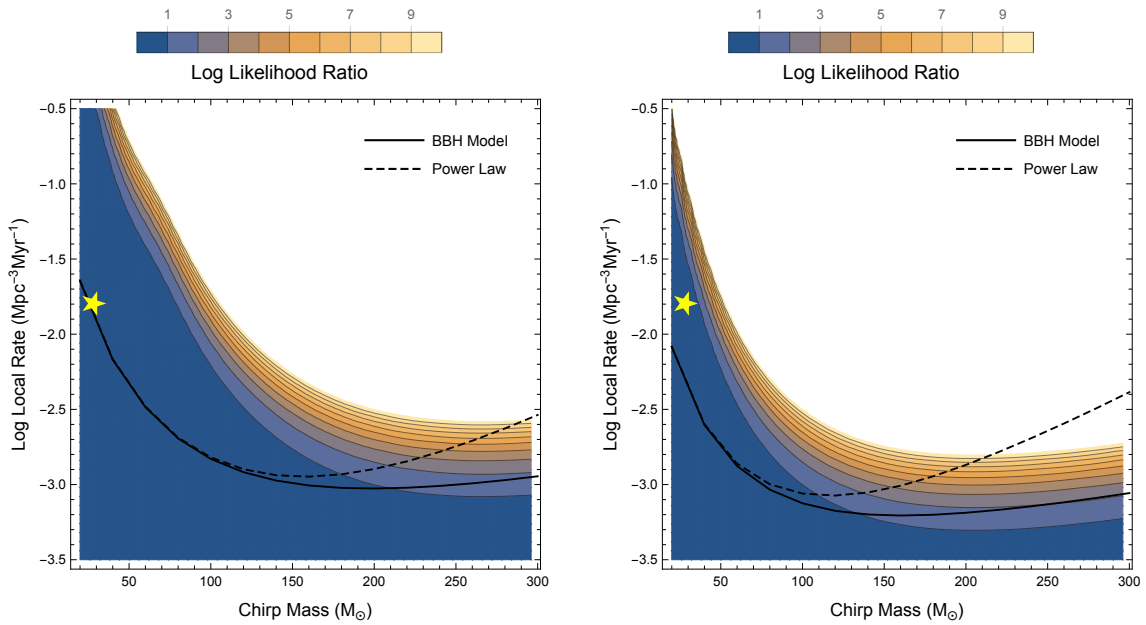 1 3 5 7 9
Log Likelihood Ratio
BBH Model
Power Law
-0.5
-1.0
-1.5
-2.0
-2.5
-3.0
-3.5
Log Local Rate (Mpc⁻³Myr⁻¹)
50 100 150 200 250 300
Chirp Mass (M⊙)
1 3 5 7 9
Log Likelihood Ratio
BBH Model
Power Law
-0.5
-1.0
-1.5
-2.0
-2.5
-3.0
-3.5
Log Local Rate (Mpc⁻³Myr⁻¹)
50 100 150 200 250 300
Chirp Mass (M⊙)